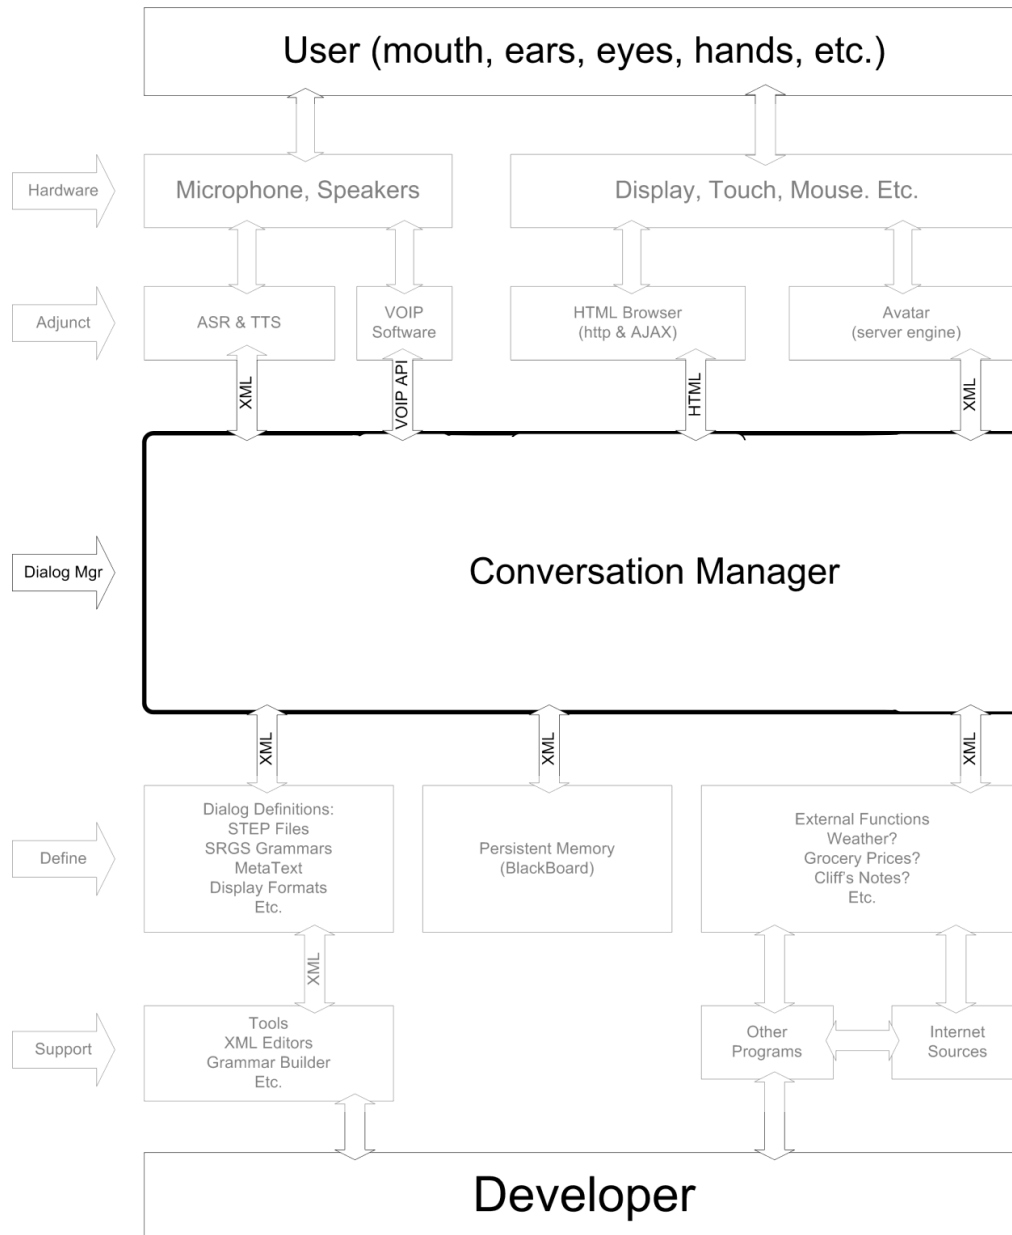 User (mouth, ears, eyes, hands, etc.)
Hardware
Microphone, Speakers
Display, Touch, Mouse. Etc.
Adjunct
ASR & TTS
VOIP
Software
HTML Browser
(http & AJAX)
Avatar
(server engine)
XML
VOIP API
HTML
XML
Dialog Mgr
Conversation Manager
XML
XML
XML
Define
Dialog Definitions:
STEP Files
SRGS Grammars
MetaText
Display Formats
Etc.
Persistent Memory
(BlackBoard)
External Functions
Weather?
Grocery Prices?
Cliff's Notes?
Etc.
XML
Support
Tools
XML Editors
Grammar Builder
Etc.
Other
Programs
Internet
Sources
Developer